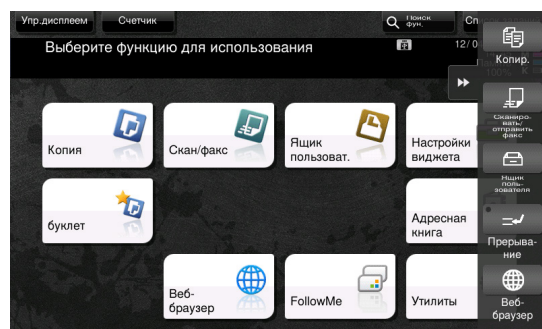 Упр.дисплеем
Счетчик
Поиск
фун.
Сп
Выберите функцию для использования
12/0
100%
K
Копир.
Сканиро-
вать/
отправить
факс
Ящик
поль-
зователя
Прерыва-
ние
Веб-
браузер
Копия
Скан/факс
Ящик
пользоват.
Настройки
виджета
буклет
Адресная
книга
Веб-
браузер
FollowMe
Утилиты